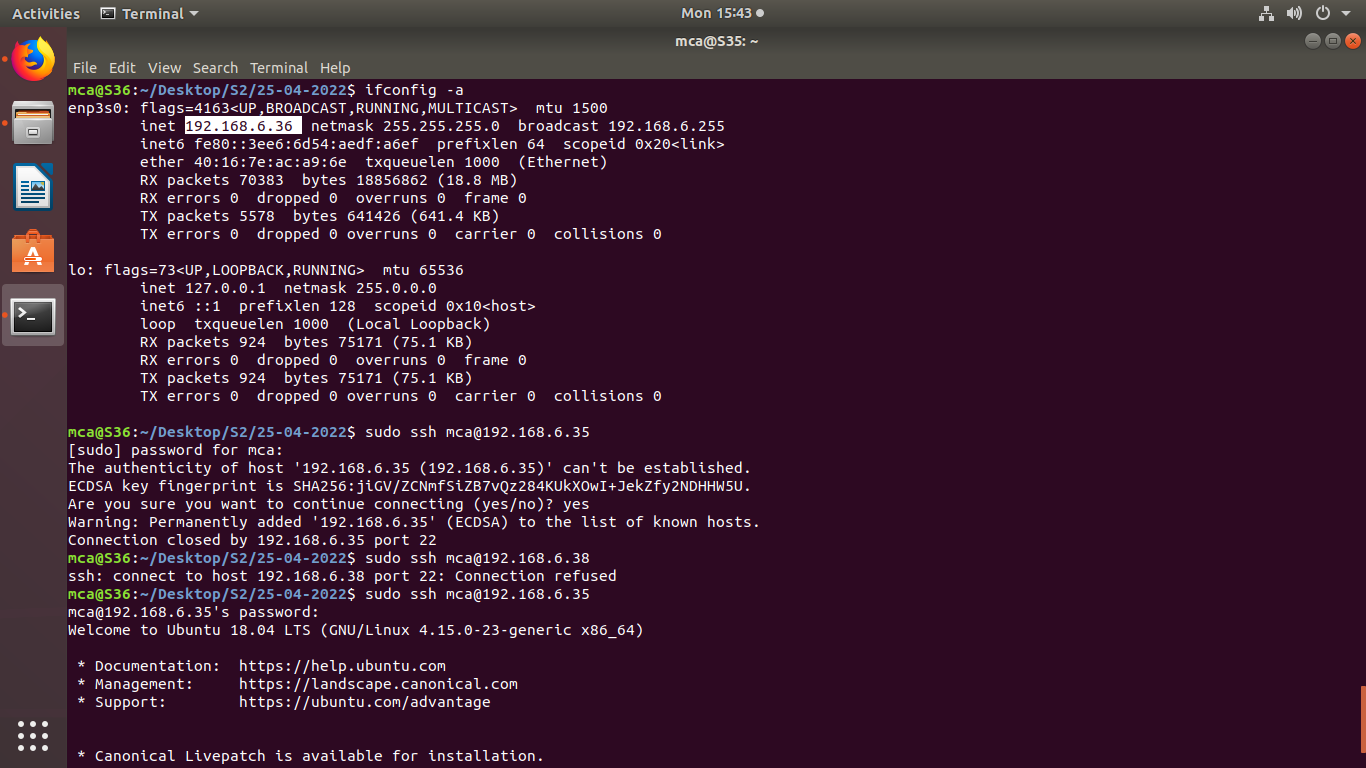 Activities Terminal Mon 15:43
mca@S35: ~
File Edit View Search Terminal Help
mca@S36:~/Desktop/S2/25-04-2022$ ifconfig -a
enp3s0: flags=4163<UP,BROADCAST,RUNNING,MULTICAST>  mtu 1500
        inet 192.168.6.36  netmask 255.255.255.0  broadcast 192.168.6.255
        inet6 fe80::3ee6:6d54:aedf:a6ef  prefixlen 64  scopeid 0x20<link>
        ether 40:16:7e:ac:a9:6e  txqueuelen 1000  (Ethernet)
        RX packets 70383  bytes 18856862 (18.8 MB)
        RX errors 0  dropped 0  overruns 0  frame 0
        TX packets 5578  bytes 641426 (641.4 KB)
        TX errors 0  dropped 0 overruns 0  carrier 0  collisions 0
lo: flags=73<UP,LOOPBACK,RUNNING>  mtu 65536
        inet 127.0.0.1  netmask 255.0.0.0
        inet6 ::1  prefixlen 128  scopeid 0x10<host>
        loop  txqueuelen 1000  (Local Loopback)
        RX packets 924  bytes 75171 (75.1 KB)
        RX errors 0  dropped 0  overruns 0  frame 0
        TX packets 924  bytes 75171 (75.1 KB)
        TX errors 0  dropped 0 overruns 0  carrier 0  collisions 0
mca@S36:~/Desktop/S2/25-04-2022$ sudo ssh mca@192.168.6.35
[sudo] password for mca:
The authenticity of host '192.168.6.35 (192.168.6.35)' can't be established.
ECDSA key fingerprint is SHA256:jiGV/ZCNmfSiZB7vQz284KUkXOwI+JekZfy2NDHHW5U.
Are you sure you want to continue connecting (yes/no)? yes
Warning: Permanently added '192.168.6.35' (ECDSA) to the list of known hosts.
Connection closed by 192.168.6.35 port 22
mca@S36:~/Desktop/S2/25-04-2022$ sudo ssh mca@192.168.6.38
ssh: connect to host 192.168.6.38 port 22: Connection refused
mca@S36:~/Desktop/S2/25-04-2022$ sudo ssh mca@192.168.6.35
mca@192.168.6.35's password:
Welcome to Ubuntu 18.04 LTS (GNU/Linux 4.15.0-23-generic x86_64)
 * Documentation:  https://help.ubuntu.com
 * Management:     https://landscape.canonical.com
 * Support:        https://ubuntu.com/advantage
 * Canonical Livepatch is available for installation.